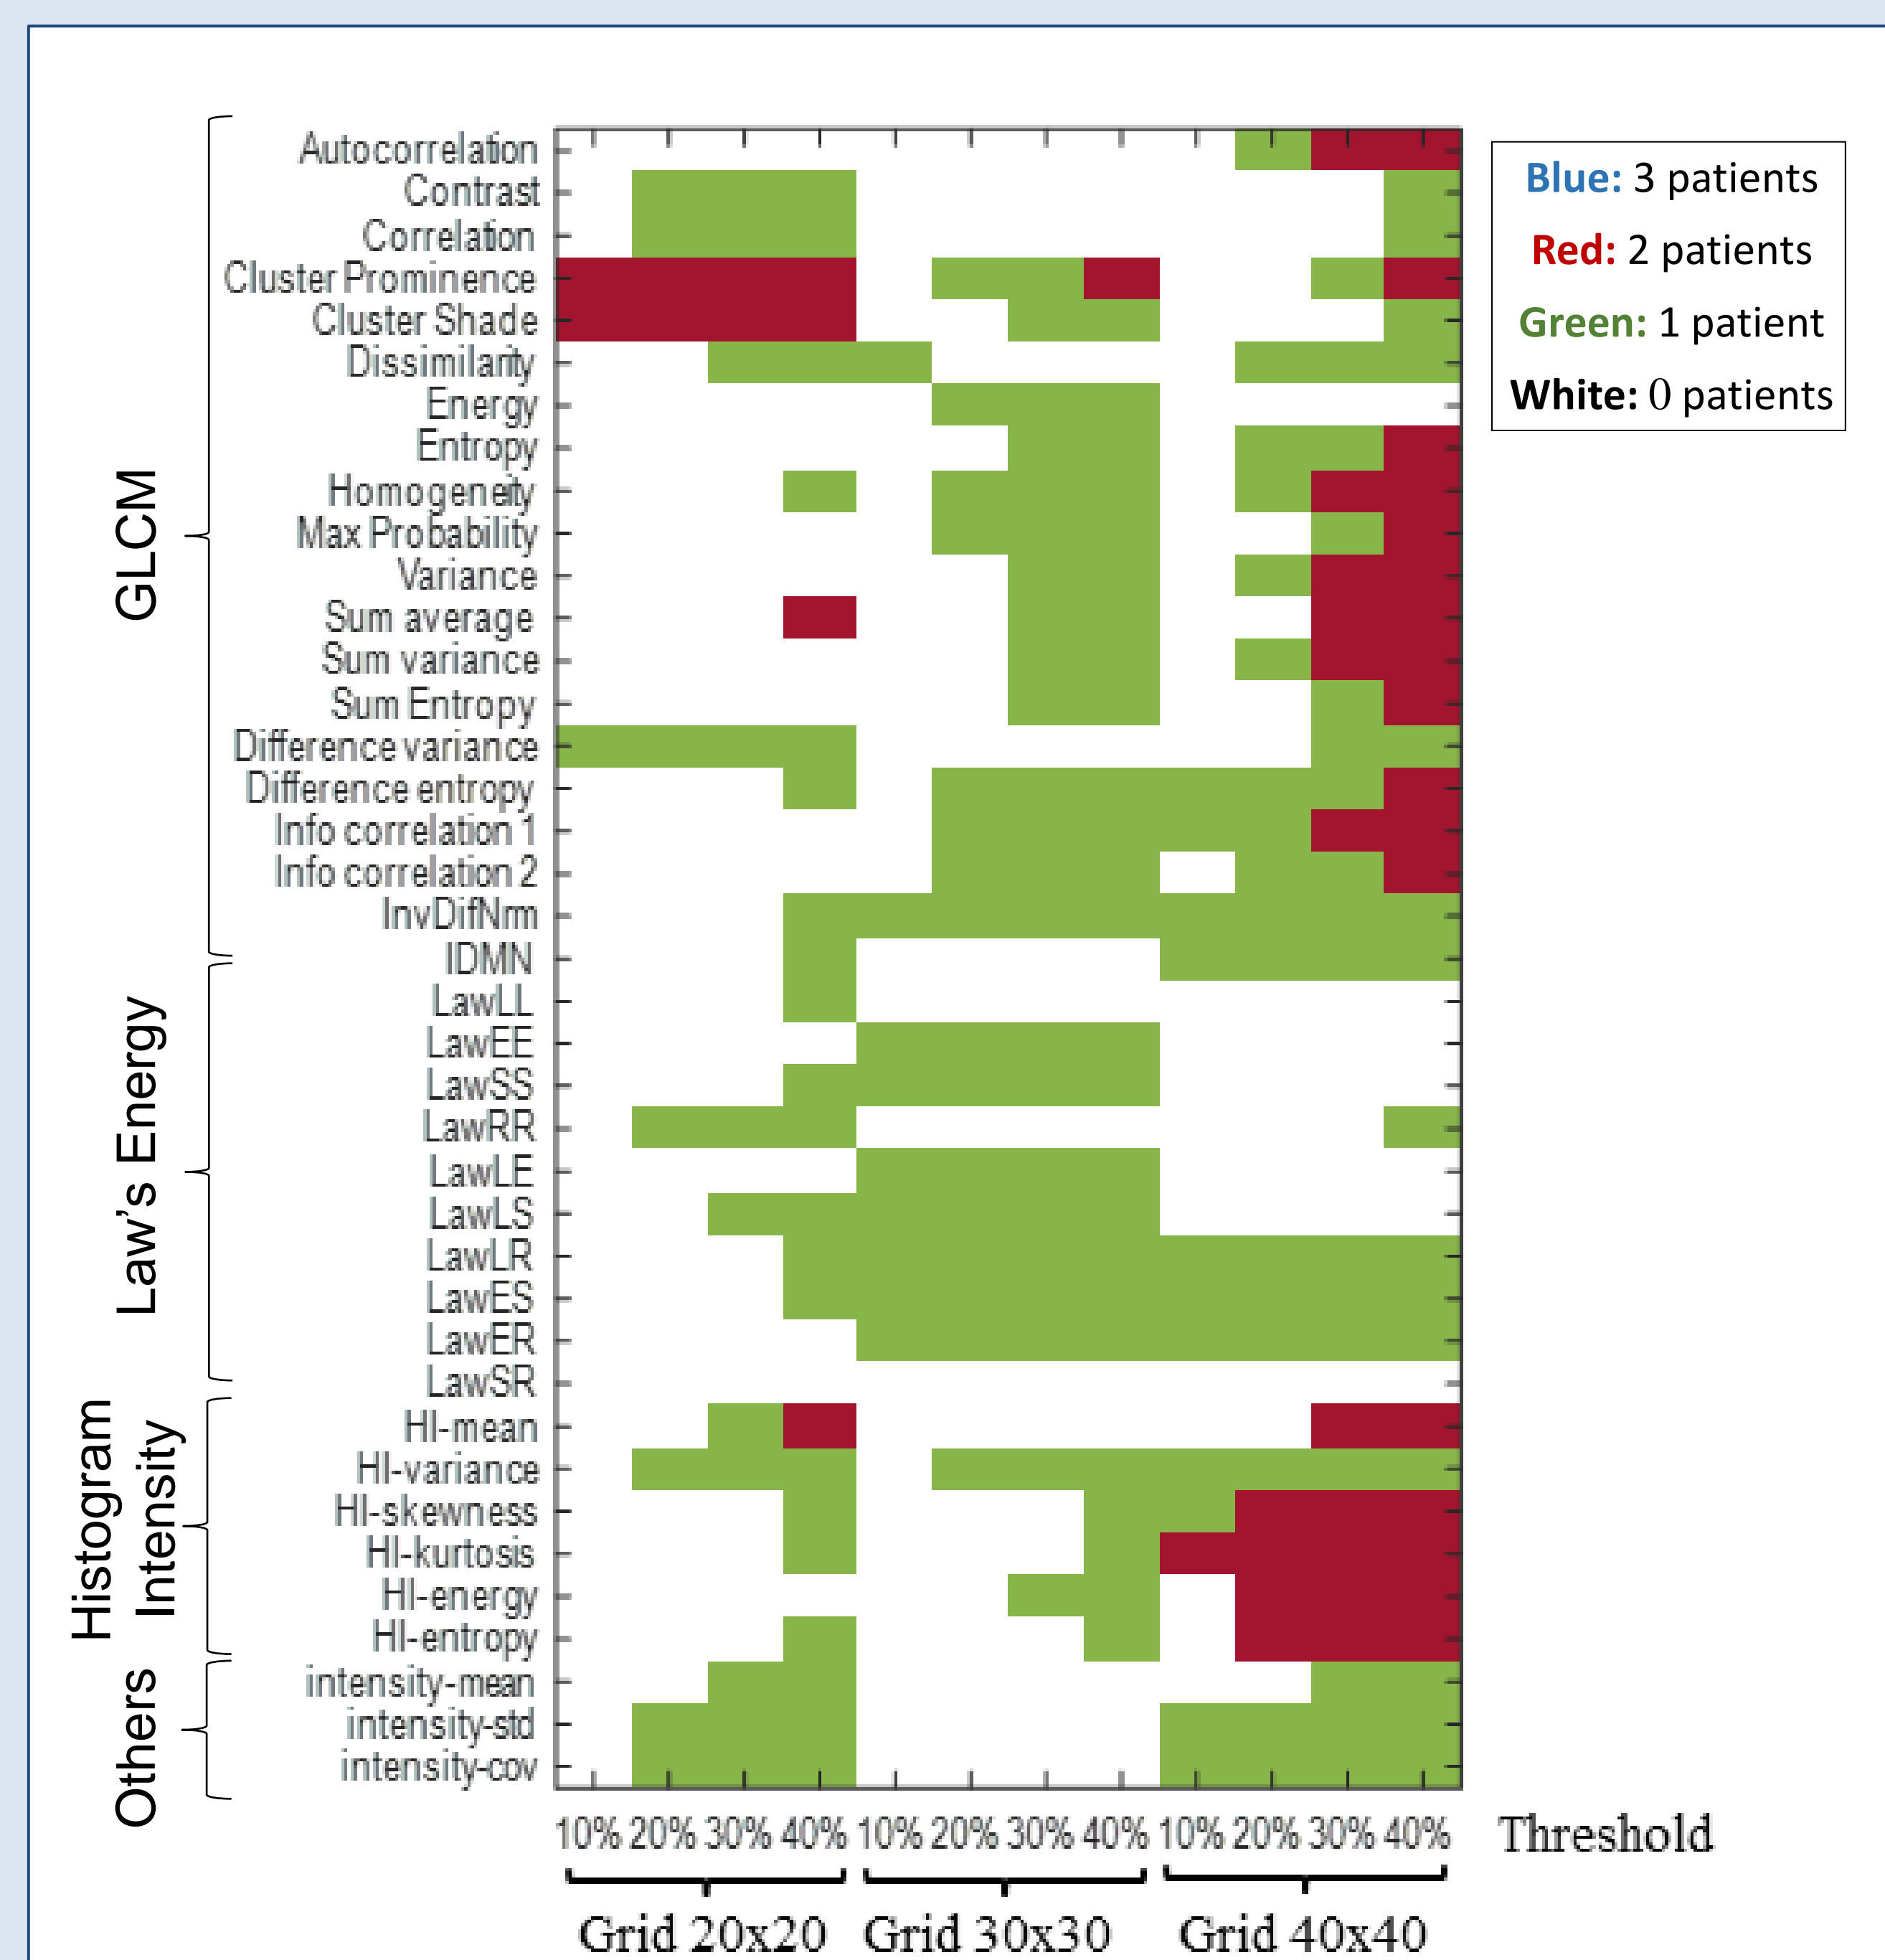 GLCM
Autocorrelation
Contrast
Correlation
Cluster Prominence
Cluster Shade
Dissimilarity
Energy
Entropy
Homogeneity
Max Probability
Variance
Sum average
Sum variance
Sum Entropy
Difference variance
Difference entropy
Info correlation 1
Info correlation 2
InvDifNrm
IDMN
Law's Energy
LawLL
LawEE
LawSS
LawRR
LawLE
LawLS
LawLR
LawES
LawER
LawSR
Histogram
Intensity
HI-mean
HI-variance
HI-skewness
HI-kurtosis
HI-energy
HI-entropy
Others
intensity-mean
intensity-std
intensity-cov
10% 20% 30% 40% 10% 20% 30% 40% 10% 20% 30% 40% Threshold
Grid 20x20 Grid 30x30 Grid 40x40
Blue: 3 patients
Red: 2 patients
Green: 1 patient
White: 0 patients